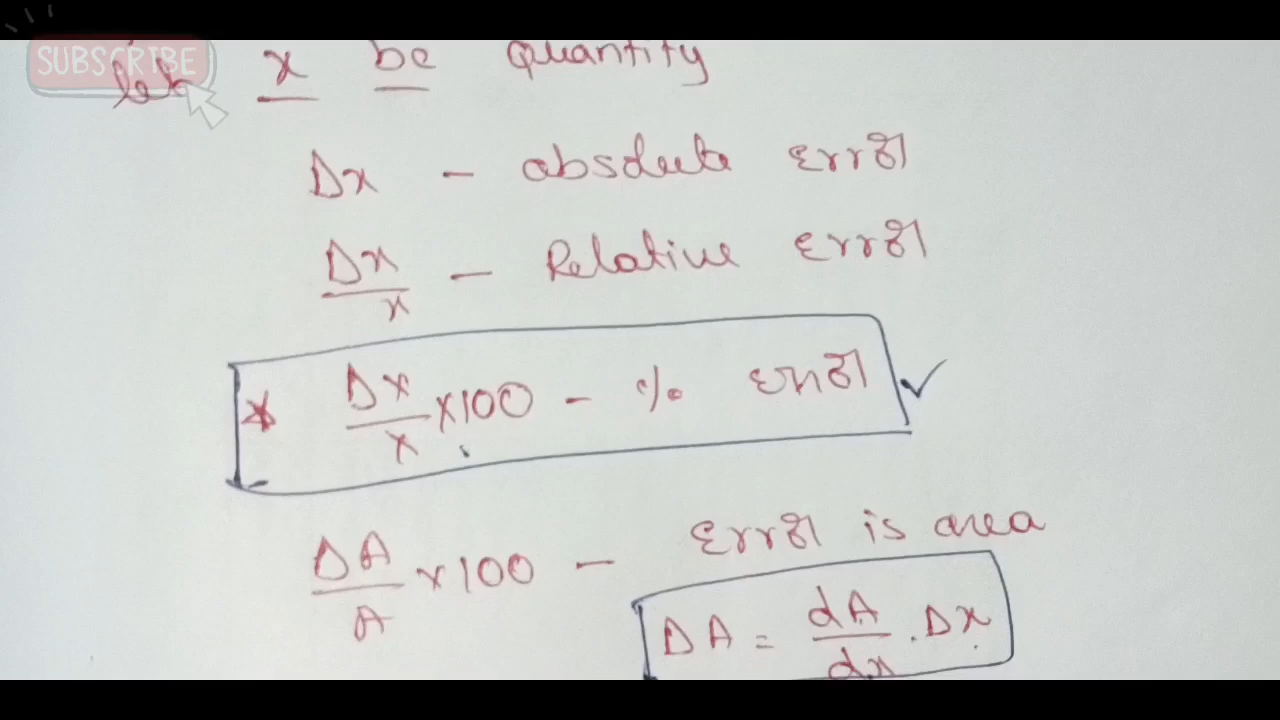 SUBSCRIBE
let x be quantity
Δx - absolute error
Δx/x - Relative error
* Δx/x ×100 - % error ✓
ΔA/A ×100 - Error is area
ΔA = dA/dx . Δx